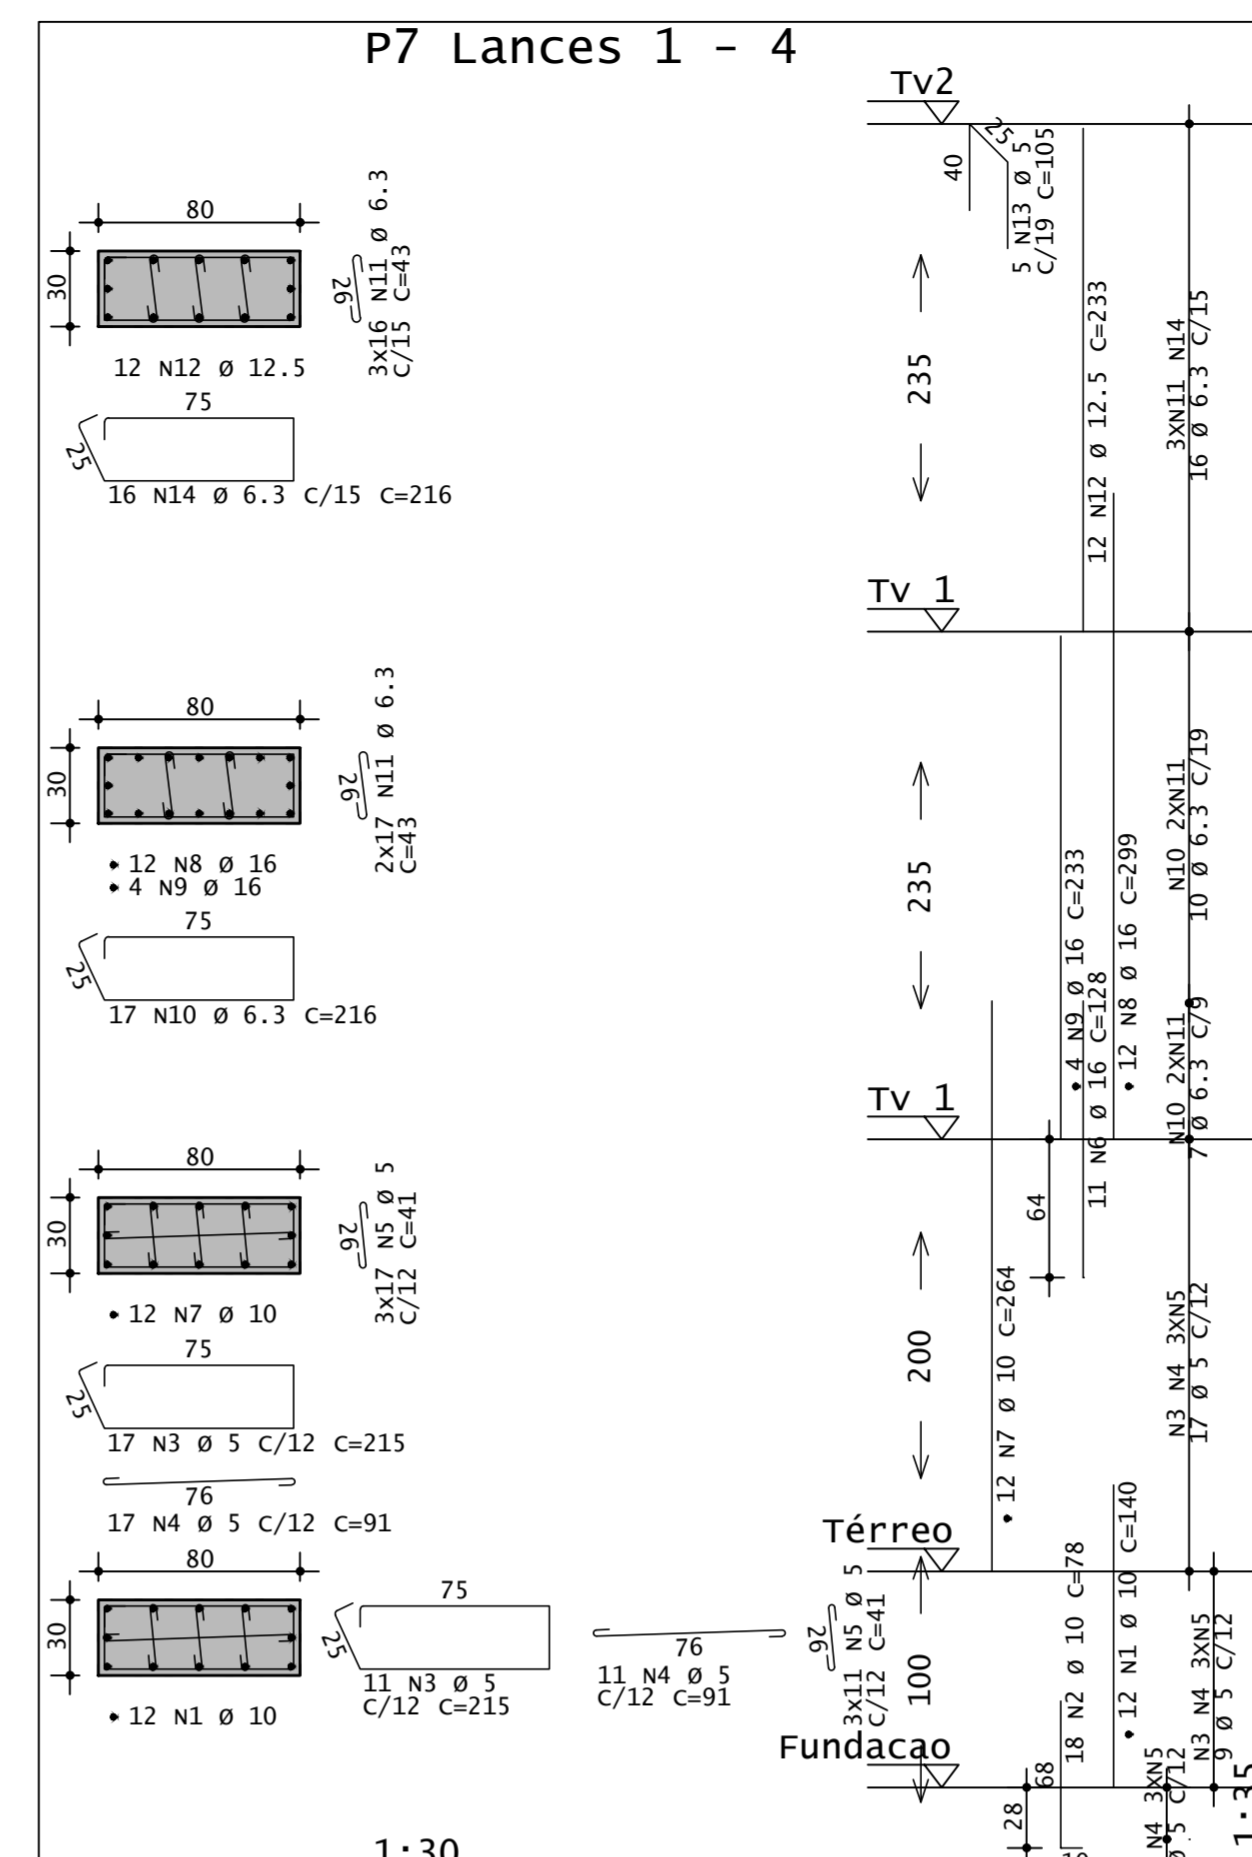 P7 Lances 1 - 4
Tv2
25
40
5 N13 Ø 5
C/19 C=105
80
30
26
3x16 N11 Ø 6.3
C/15 C=43
12 N12 Ø 12.5
75
25
16 N14 Ø 6.3 C/15 C=216
235
12 N12 Ø 12.5 C=233
3XN11 N14
16 Ø 6.3 C/15
Tv 1
80
30
26
2x17 N11 Ø 6.3
C=43
12 N8 Ø 16
4 N9 Ø 16
75
25
17 N10 Ø 6.3 C=216
235
4 N9 Ø 16 C=233
11 N6 Ø 16 C=128
12 N8 Ø 16 C=299
N10 2XN11
10 Ø 6.3 C/19
N10 2XN11
7 Ø 6.3 C/9
Tv 1
64
80
30
26
3x17 N5 Ø 5
C/12 C=41
12 N7 Ø 10
75
25
17 N3 Ø 5 C/12 C=215
76
17 N4 Ø 5 C/12 C=91
200
12 N7 Ø 10 C=264
N3 N4 3XN5
17 Ø 5 C/12
Térreo
80
30
12 N1 Ø 10
75
25
11 N3 Ø 5
C/12 C=215
76
11 N4 Ø 5
C/12 C=91
26
3x11 N5 Ø 5
C/12 C=41
100
18 N2 Ø 10 C=78
12 N1 Ø 10 C=140
N3 N4 3XN5
9 Ø 5 C/12
Fundacao
68
28
N4 3XN5
Ø 5 C/12
1:30
1:35